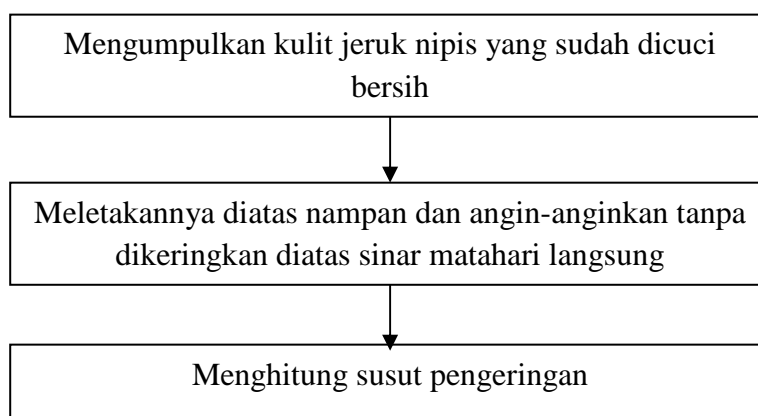 Mengumpulkan kulit jeruk nipis yang sudah dicuci
bersih
Meletakannya diatas nampan dan angin-anginkan tanpa
dikeringkan diatas sinar matahari langsung
Menghitung susut pengeringan